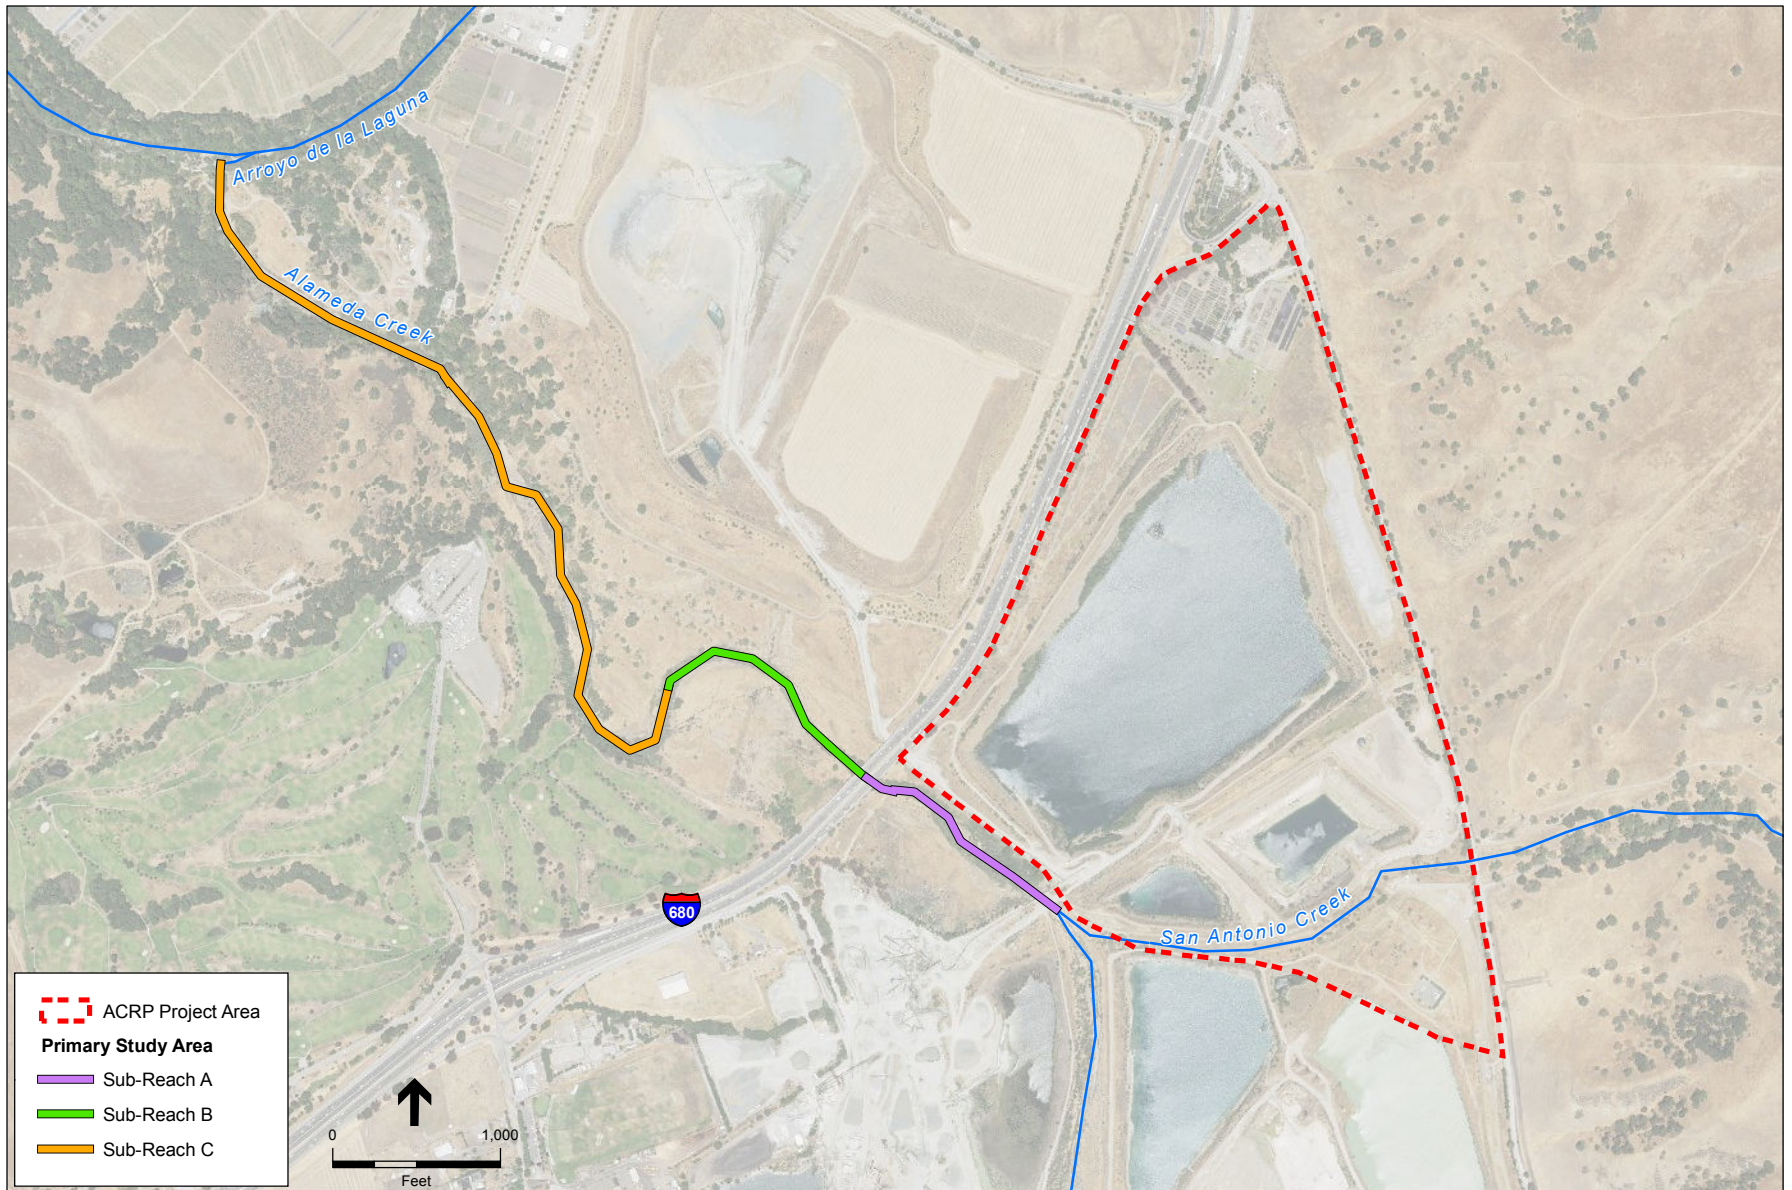 Arroyo de la Laguna
Alameda Creek
680
San Antonio Creek
ACRP Project Area
Primary Study Area
Sub-Reach A
Sub-Reach B
Sub-Reach C
0 1,000
Feet